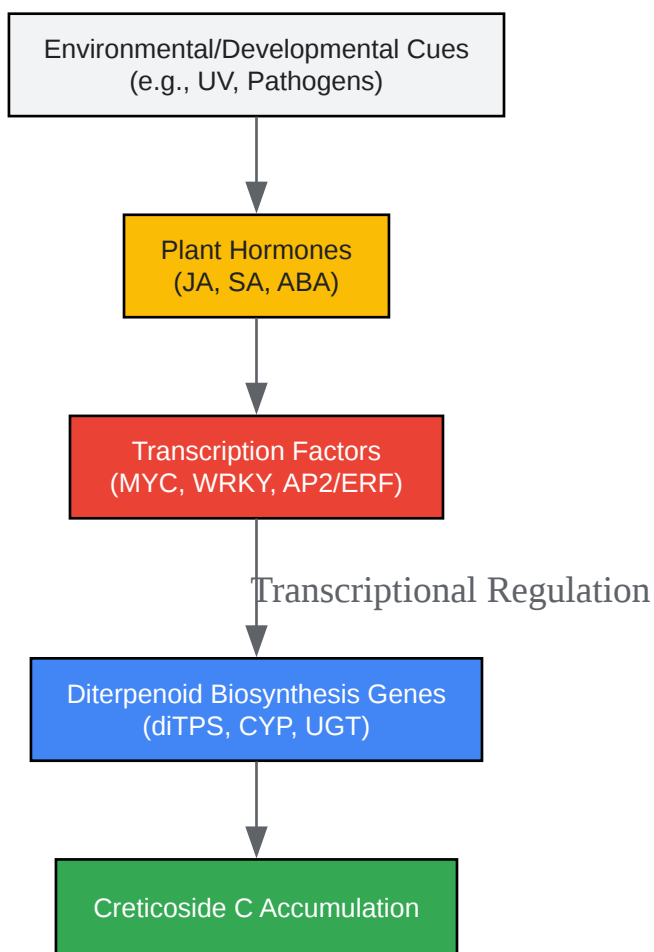 Environmental/Developmental Cues
(e.g., UV, Pathogens)
Plant Hormones
(JA, SA, ABA)
Transcription Factors
(MYC, WRKY, AP2/ERF)
Transcriptional Regulation
Diterpenoid Biosynthesis Genes
(diTPS, CYP, UGT)
Creticoside C Accumulation